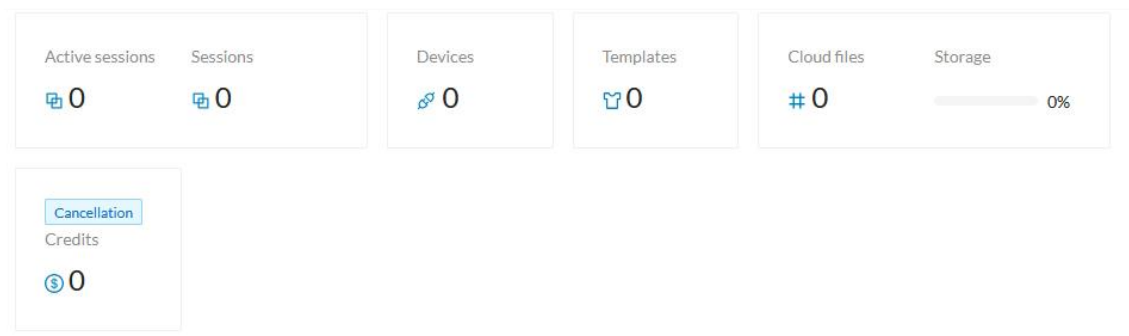 Active sessions Sessions Devices Templates Cloud files Storage
0 0 0 0 0 0%
Cancellation
Credits
0